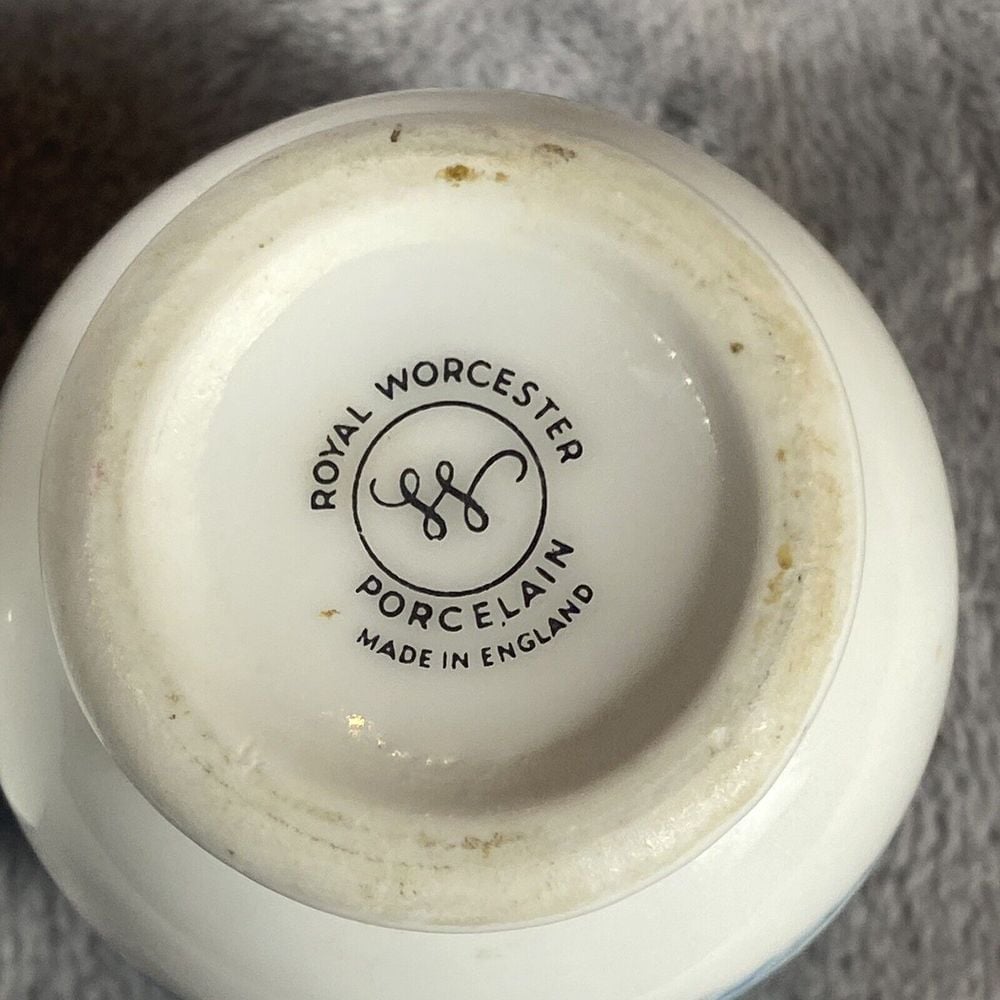 ROYAL WORCESTER
W
PORCELAIN
MADE IN ENGLAND